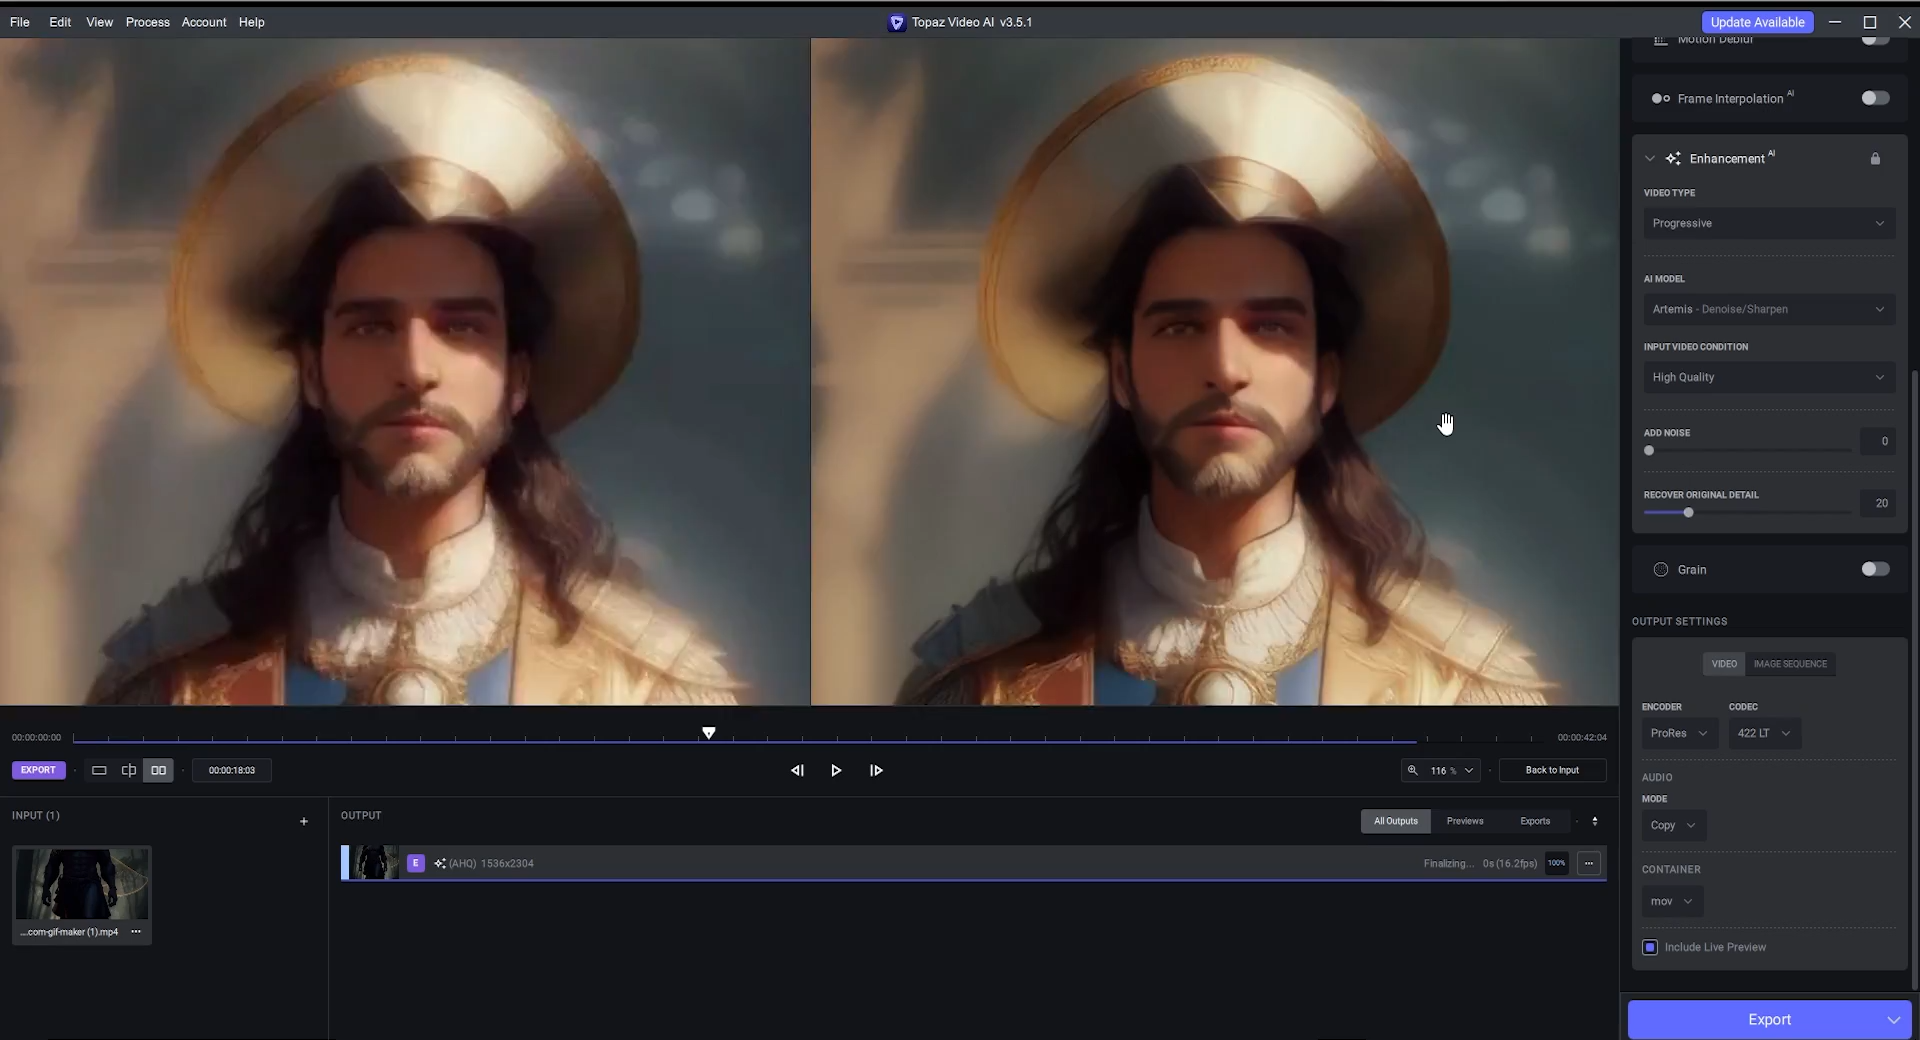 File Edit View Process Account Help
Topaz Video AI v3.5.1
Update Available
Motion Deblur
Frame Interpolation AI
Enhancement AI
VIDEO TYPE
Progressive
AI MODEL
Artemis - Denoise/Sharpen
INPUT VIDEO CONDITION
High Quality
ADD NOISE
0
RECOVER ORIGINAL DETAIL
20
Grain
OUTPUT SETTINGS
VIDEO IMAGE SEQUENCE
ENCODER CODEC
ProRes 422 LT
AUDIO
MODE
Copy
CONTAINER
mov
Include Live Preview
Export
00:00:00:00 00:00:42:04
EXPORT 00:00:18:03 116 % Back to Input
INPUT (1) +
...com-gif-maker (1).mp4 ...
OUTPUT All Outputs Previews Exports
E (AHQ) 1536x2304 Finalizing... 0s(16.2fps) 100% ...